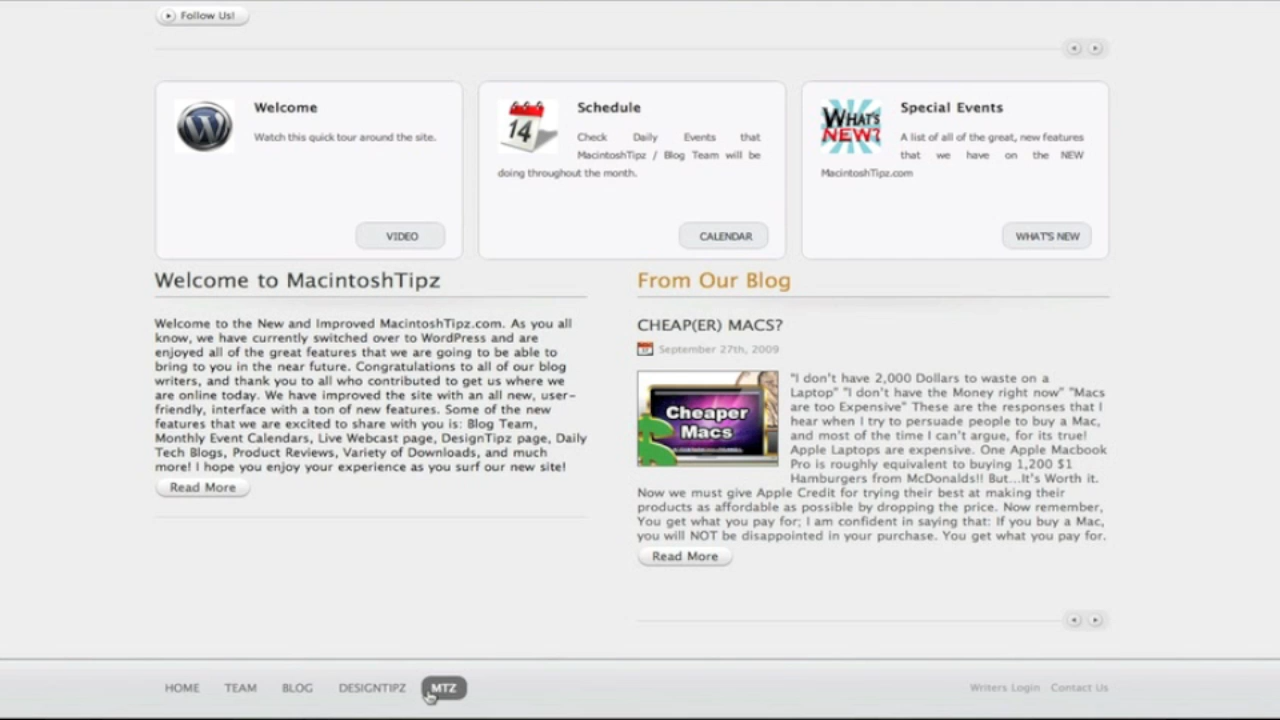 Follow Us!
Welcome
Watch this quick tour around the site.
VIDEO
14
Schedule
Check Daily Events that
MacintoshTipz / Blog Team will be
doing throughout the month.
CALENDAR
WHAT'S
NEW?
Special Events
A list of all of the great, new features
that we have on the NEW
MacintoshTipz.com
WHAT'S NEW
Welcome to MacintoshTipz
Welcome to the New and Improved MacintoshTipz.com. As you all
know, we have currently switched over to WordPress and are
enjoyed all of the great features that we are going to be able to
bring to you in the near future. Congratulations to all of our blog
writers, and thank you to all who contributed to get us where we
are online today. We have improved the site with an all new, user-
friendly, interface with a ton of new features. Some of the new
features that we are excited to share with you is: Blog Team,
Monthly Event Calendars, Live Webcast page, DesignTipz page, Daily
Tech Blogs, Product Reviews, Variety of Downloads, and much
more! I hope you enjoy your experience as you surf our new site!
Read More
From Our Blog
CHEAP(ER) MACS?
September 27th, 2009
Cheaper
Macs
"I don't have 2,000 Dollars to waste on a
Laptop" "I don't have the Money right now" "Macs
are too Expensive" These are the responses that I
hear when I try to persuade people to buy a Mac,
and most of the time I can't argue, for its true!
Apple Laptops are expensive. One Apple Macbook
Pro is roughly equivalent to buying 1,200 $1
Hamburgers from McDonalds!! But...It's Worth it.
Now we must give Apple Credit for trying their best at making their
products as affordable as possible by dropping the price. Now remember,
You get what you pay for; I am confident in saying that: If you buy a Mac,
you will NOT be disappointed in your purchase. You get what you pay for.
Read More
HOME TEAM BLOG DESIGNTIPZ MTZ
Writers Login Contact Us